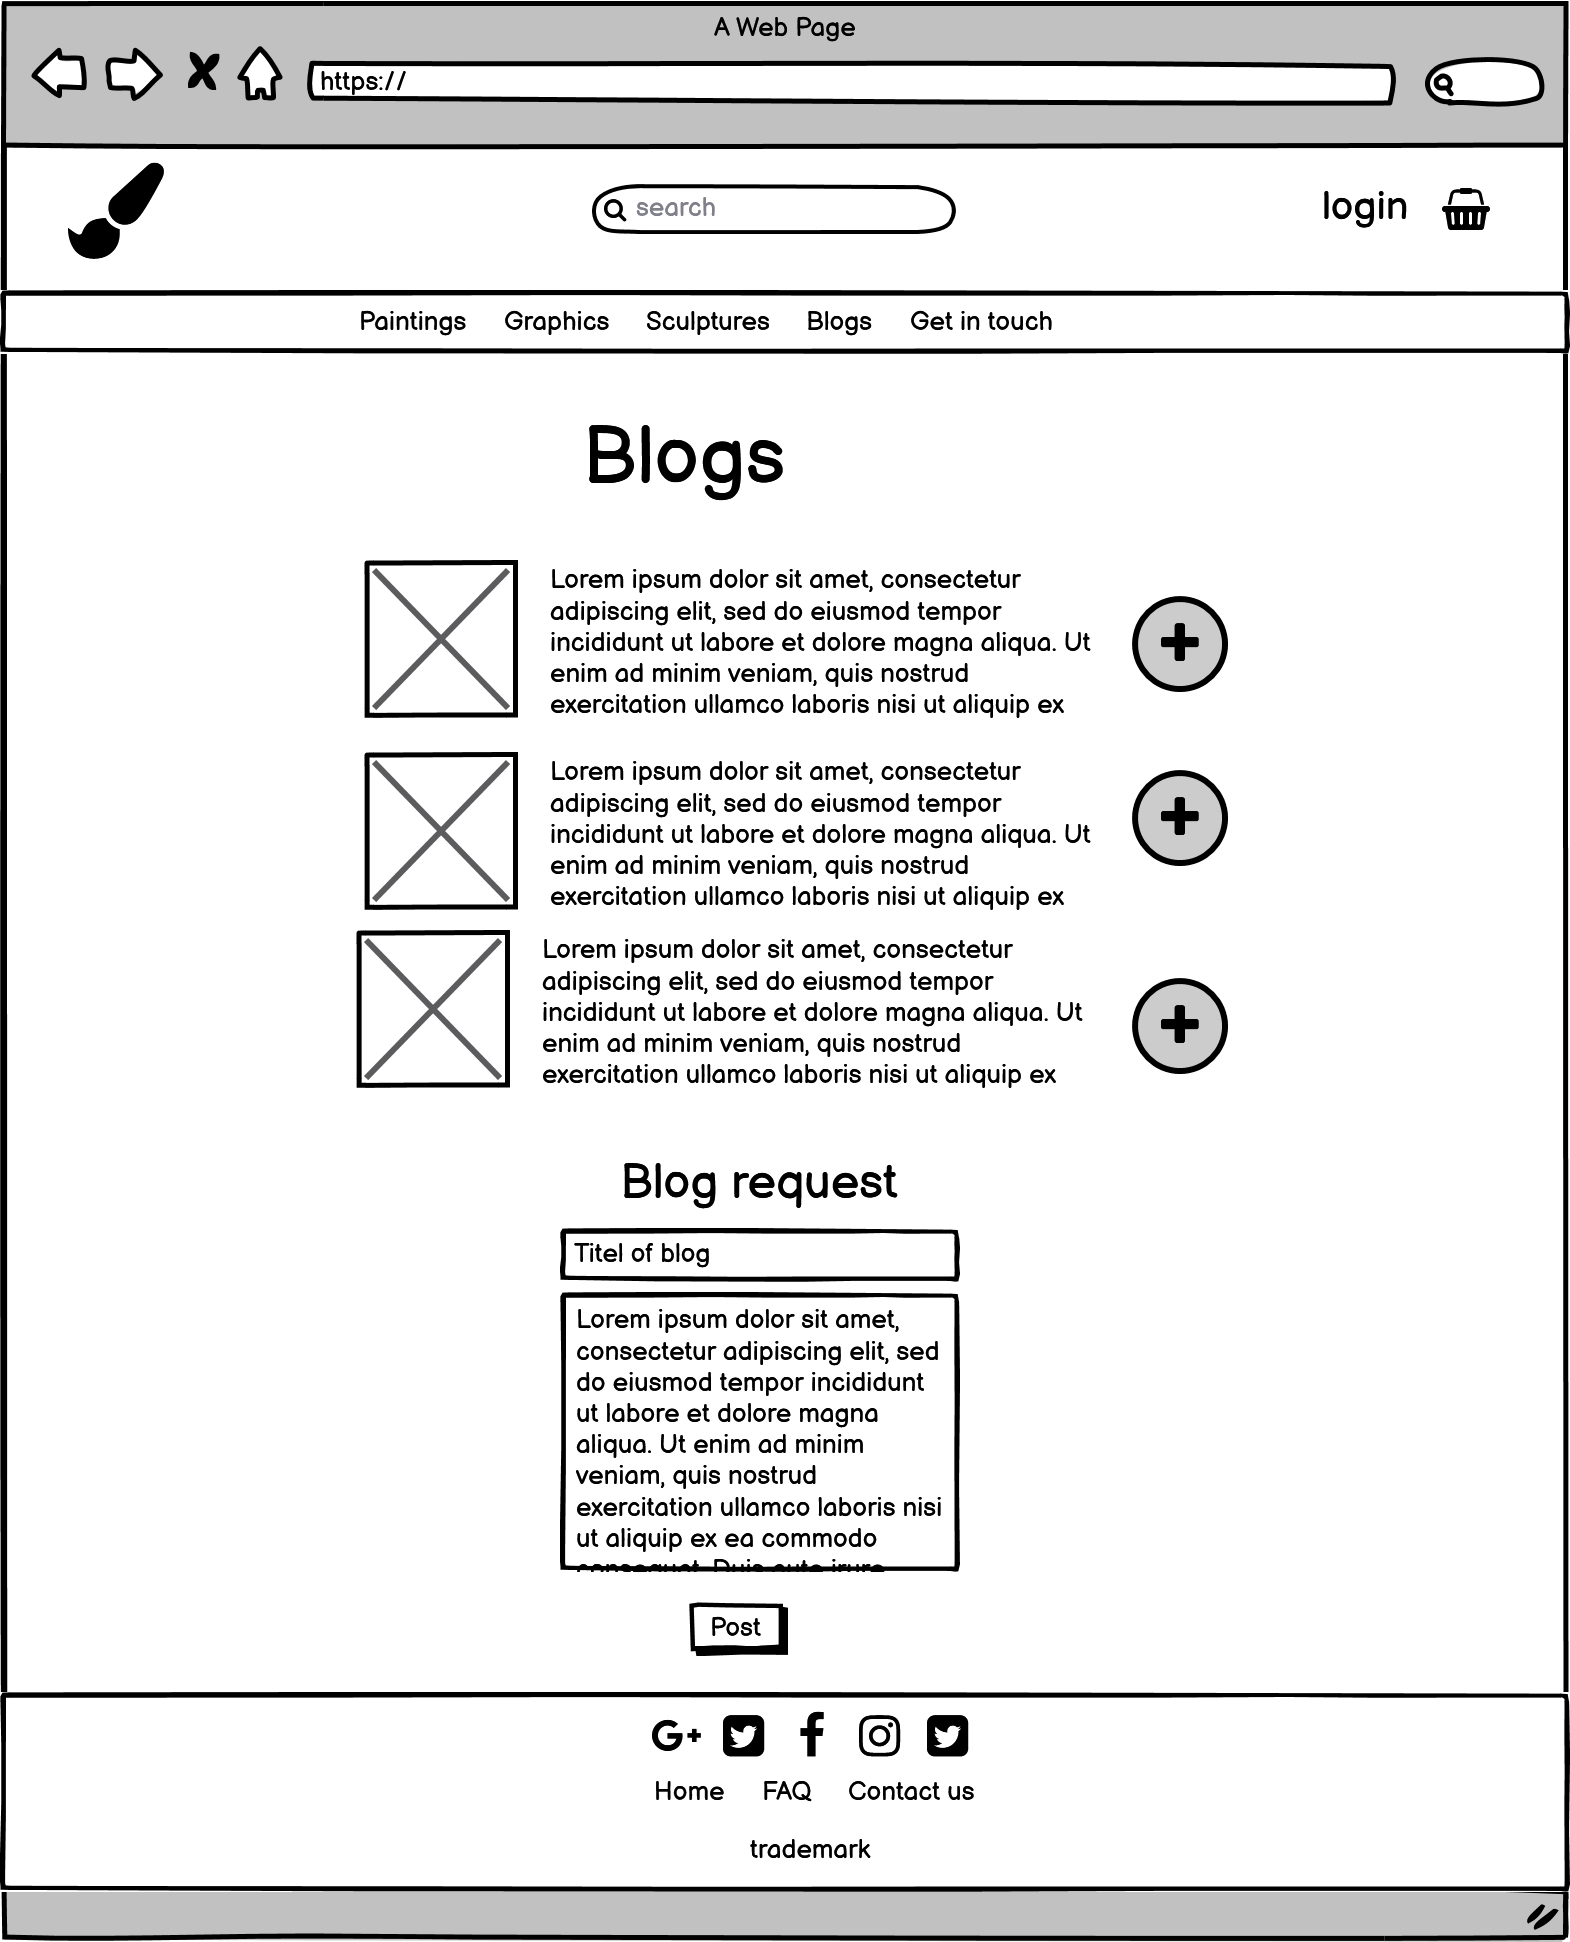 A Web Page
https://
search
login
Paintings Graphics Sculptures Blogs Get in touch
Blogs
Lorem ipsum dolor sit amet, consectetur
adipiscing elit, sed do eiusmod tempor
incididunt ut labore et dolore magna aliqua. Ut
enim ad minim veniam, quis nostrud
exercitation ullamco laboris nisi ut aliquip ex
Lorem ipsum dolor sit amet, consectetur
adipiscing elit, sed do eiusmod tempor
incididunt ut labore et dolore magna aliqua. Ut
enim ad minim veniam, quis nostrud
exercitation ullamco laboris nisi ut aliquip ex
Lorem ipsum dolor sit amet, consectetur
adipiscing elit, sed do eiusmod tempor
incididunt ut labore et dolore magna aliqua. Ut
enim ad minim veniam, quis nostrud
exercitation ullamco laboris nisi ut aliquip ex
Blog request
Titel of blog
Lorem ipsum dolor sit amet,
consectetur adipiscing elit, sed
do eiusmod tempor incididunt
ut labore et dolore magna
aliqua. Ut enim ad minim
veniam, quis nostrud
exercitation ullamco laboris nisi
ut aliquip ex ea commodo
Post
G+
Home FAQ Contact us
trademark